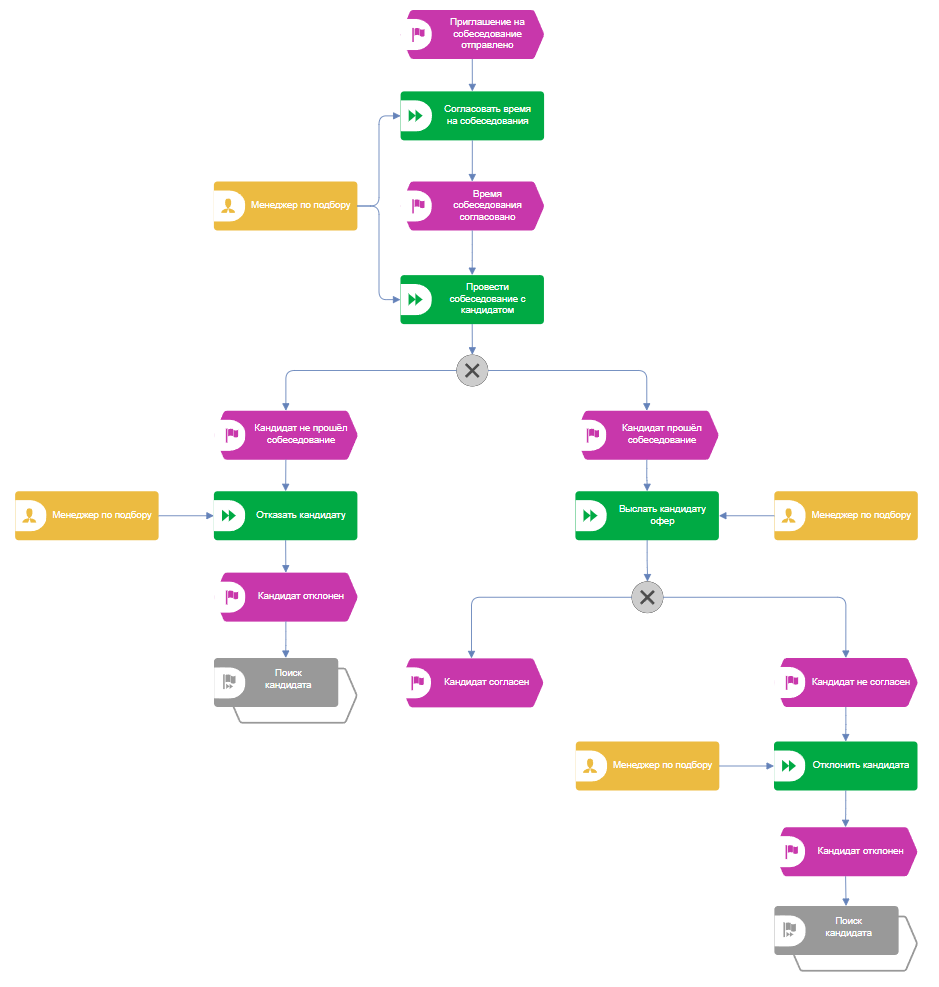 Приглашение на
собеседование
отправлено
Согласовать время
на собеседования
Менеджер по подбору
Время
собеседования
согласовано
Провести
собеседование с
кандидатом
Кандидат не прошёл
собеседование
Кандидат прошёл
собеседование
Менеджер по подбору
Отказать кандидату
Выслать кандидату
офер
Менеджер по подбору
Кандидат отклонен
Поиск
кандидата
Кандидат согласен
Кандидат не согласен
Менеджер по подбору
Отклонить кандидата
Кандидат отклонен
Поиск
кандидата